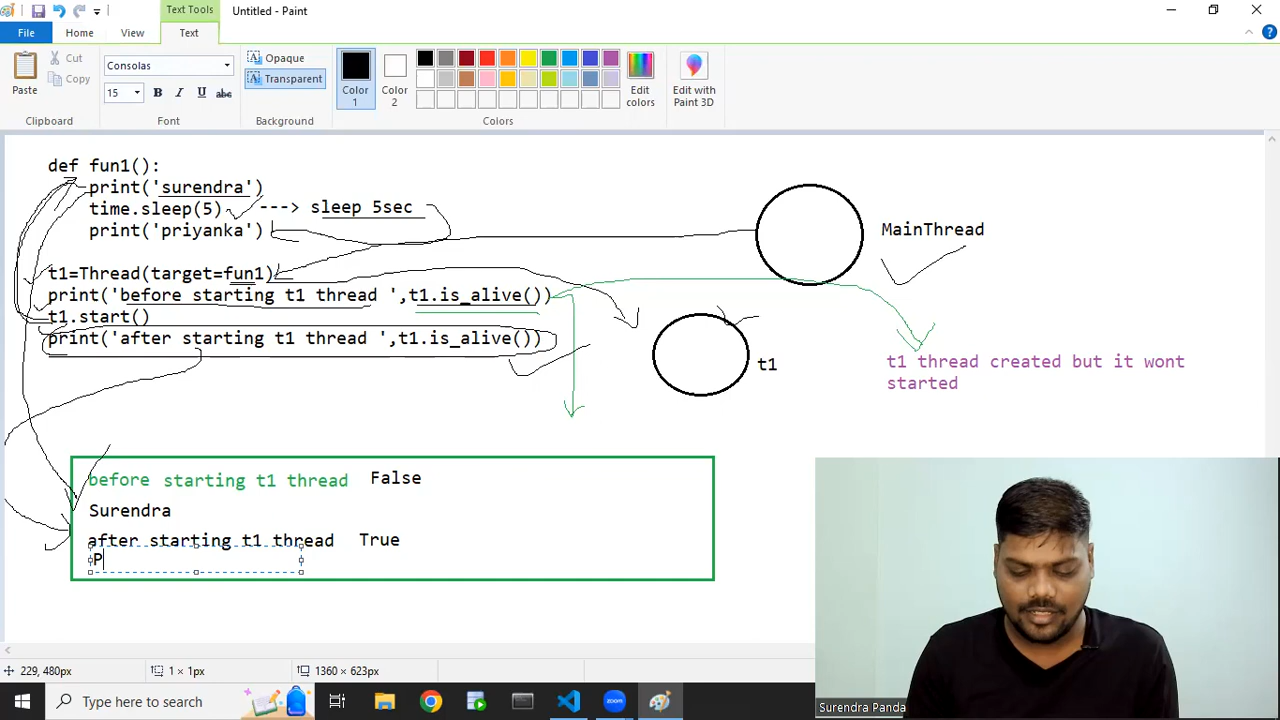 Text Tools
Untitled - Paint
File
Home
View
Text
Paste
Cut
Copy
Clipboard
Consolas
15
B
I
U
abc
Font
Opaque
Transparent
Background
Color
1
Color
2
Edit
colors
Edit with
Paint 3D
Colors
def fun1():
print('surendra')
time.sleep(5) ---> sleep 5sec
print('priyanka')
t1=Thread(target=fun1)
print('before starting t1 thread ',t1.is_alive())
t1.start()
print('after starting t1 thread ',t1.is_alive())
MainThread
t1
t1 thread created but it wont
started
before starting t1 thread False
Surendra
after starting t1 thread True
P
229, 480px
1 × 1px
1360 × 623px
Type here to search
zoom
Surendra Panda